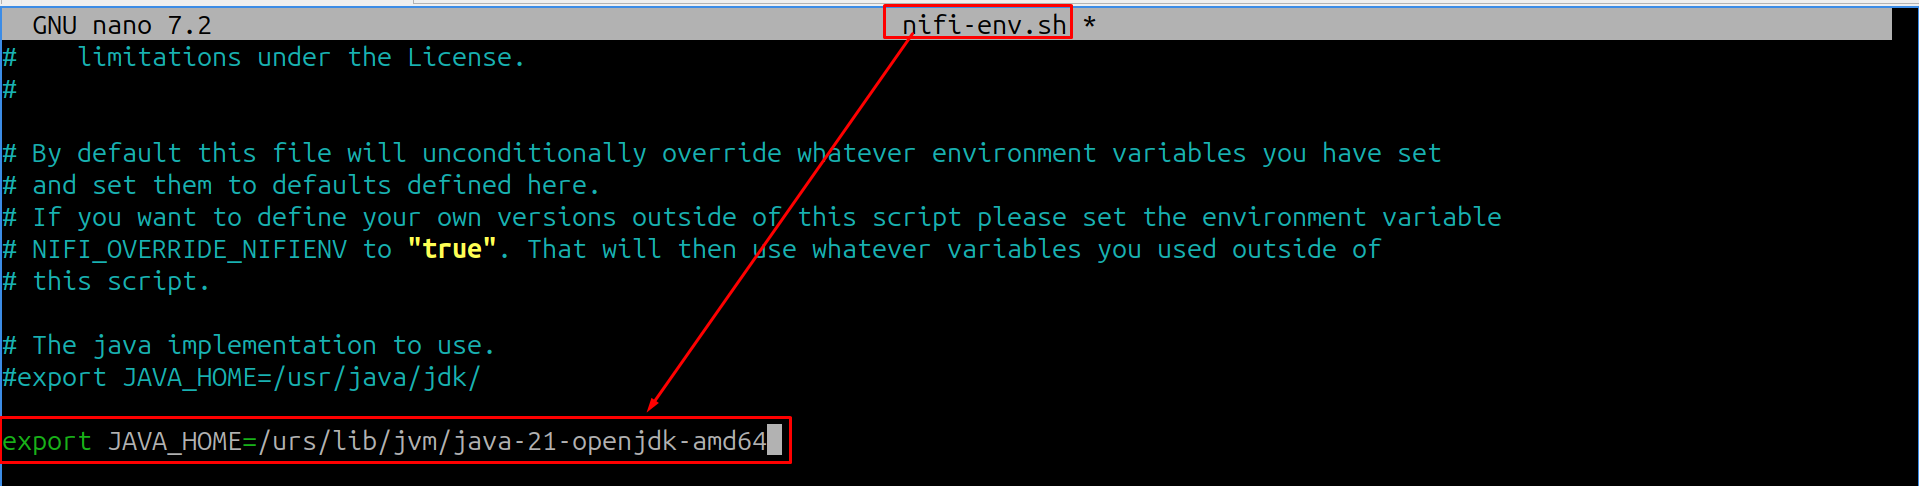 GNU nano 7.2 nifi-env.sh *
#    limitations under the License.
#
# By default this file will unconditionally override whatever environment variables you have set
# and set them to defaults defined here.
# If you want to define your own versions outside of this script please set the environment variable
# NIFI_OVERRIDE_NIFIENV to "true". That will then use whatever variables you used outside of
# this script.
# The java implementation to use.
#export JAVA_HOME=/usr/java/jdk/
export JAVA_HOME=/urs/lib/jvm/java-21-openjdk-amd64